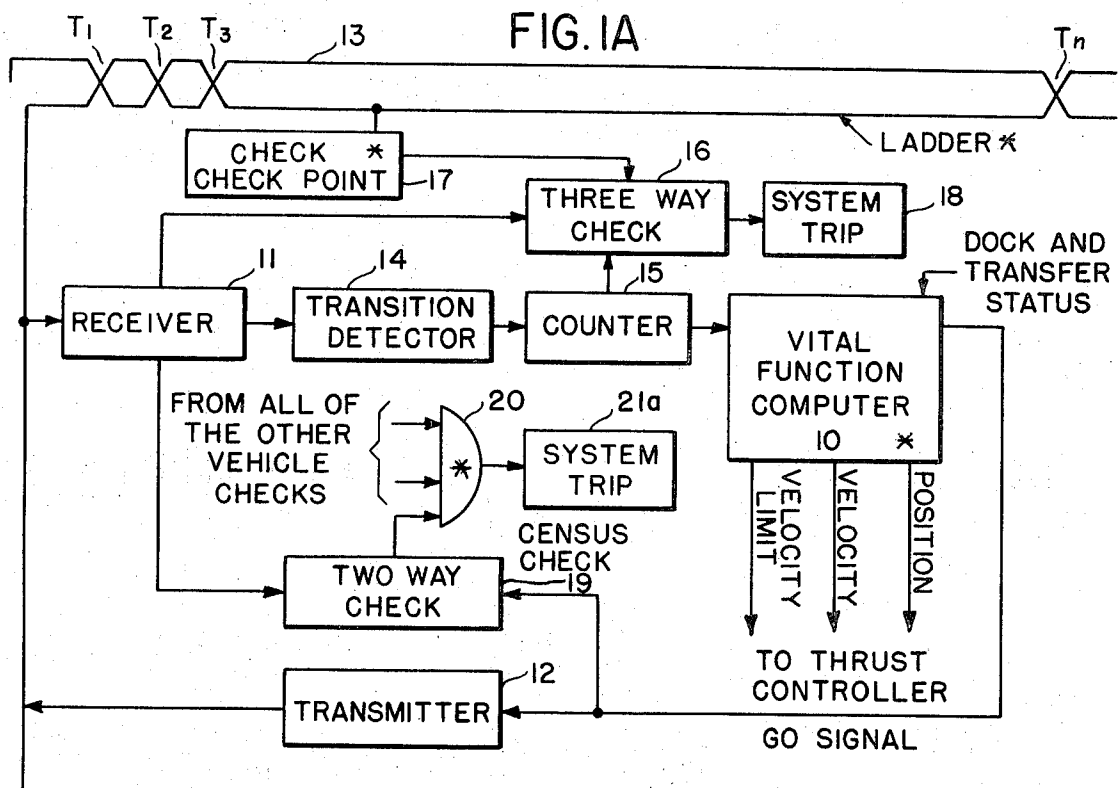 FIG. 1A
T1 T2 T3 13 Tn
LADDER *
CHECK *
CHECK POINT 17
16
THREE WAY
CHECK
SYSTEM
TRIP
18
DOCK AND
TRANSFER
STATUS
11
RECEIVER
14
TRANSITION
DETECTOR
15
COUNTER
VITAL
FUNCTION
COMPUTER
10 *
FROM ALL OF
THE OTHER
VEHICLE
CHECKS
20
*
21a
SYSTEM
TRIP
CENSUS
CHECK
TWO WAY
CHECK
19
VELOCITY
LIMIT
VELOCITY
POSITION
TO THRUST
CONTROLLER
12
TRANSMITTER
GO SIGNAL